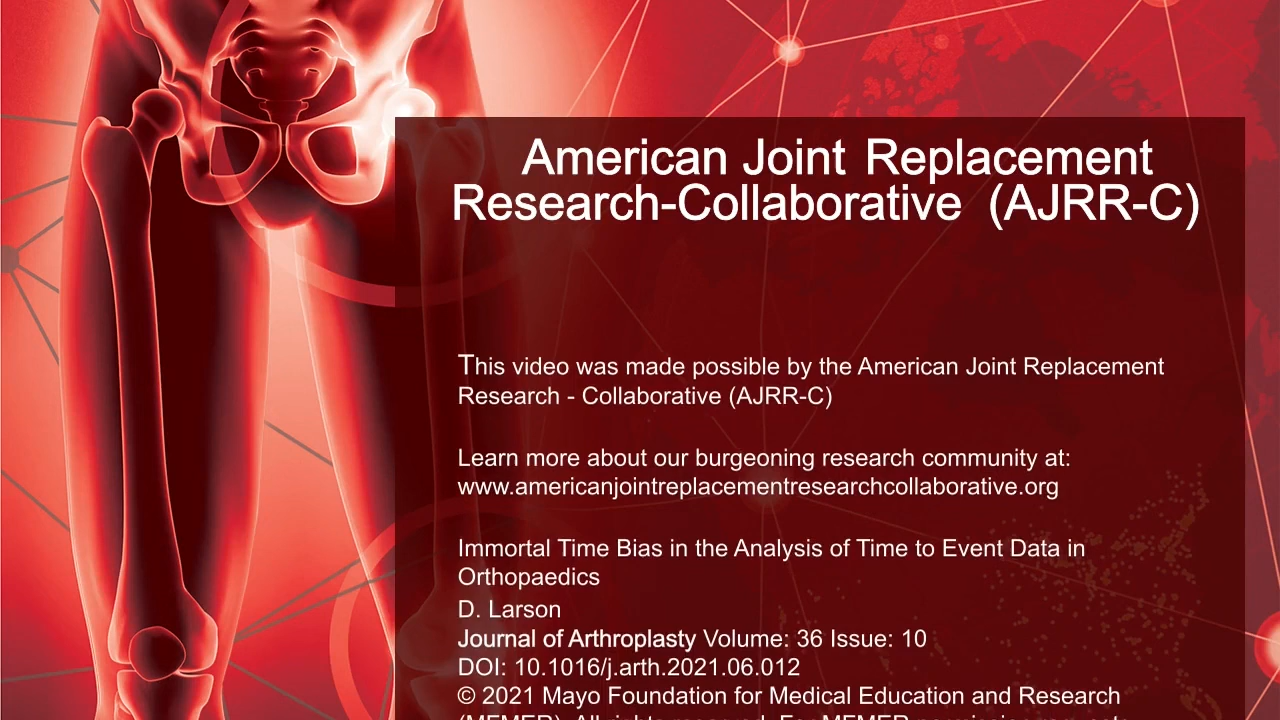 American Joint Replacement
Research-Collaborative (AJRR-C)
This video was made possible by the American Joint Replacement
Research - Collaborative (AJRR-C)
Learn more about our burgeoning research community at:
www.americanjointreplacementresearchcollaborative.org
Immortal Time Bias in the Analysis of Time to Event Data in
Orthopaedics
D. Larson
Journal of Arthroplasty Volume: 36 Issue: 10
DOI: 10.1016/j.arth.2021.06.012
© 2021 Mayo Foundation for Medical Education and Research